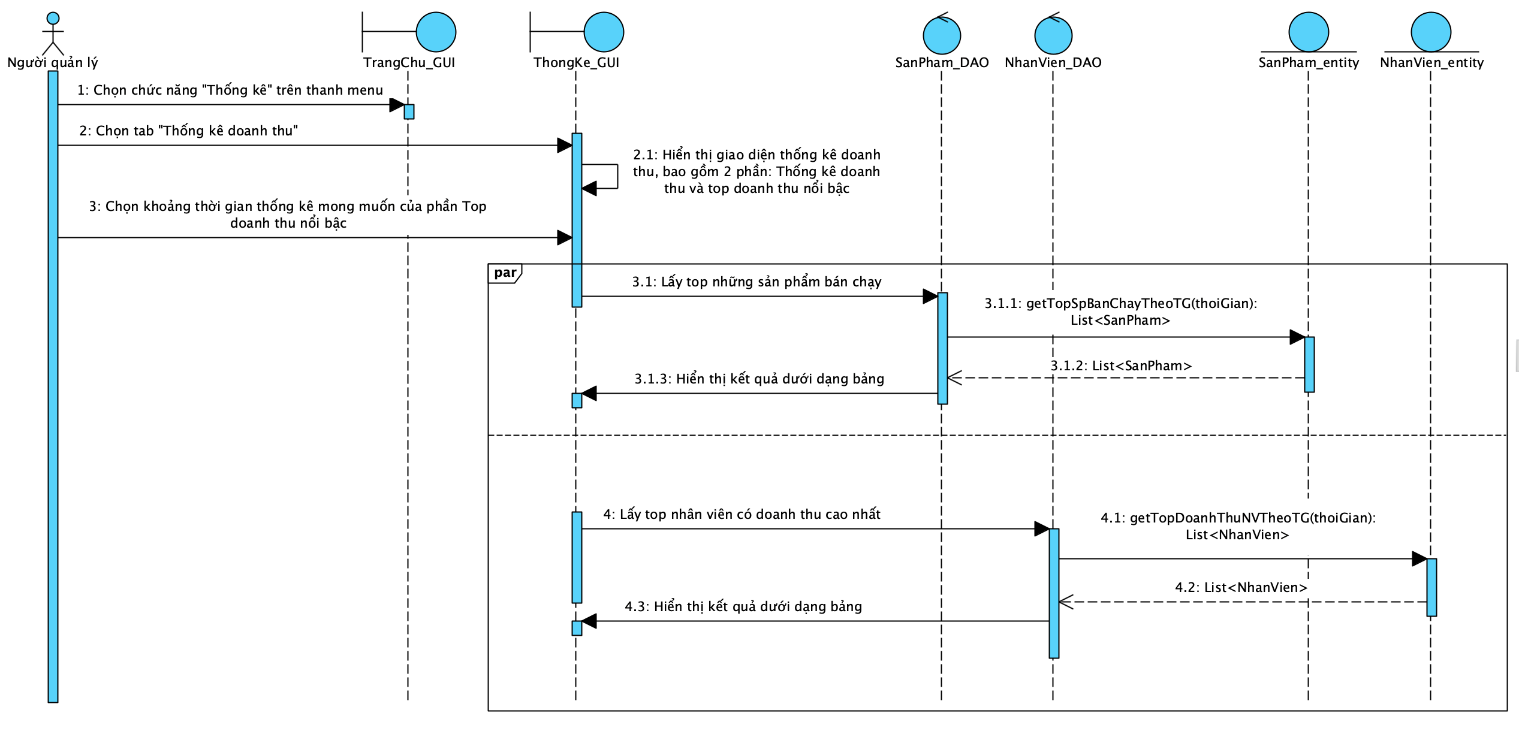 Người quản lý
TrangChu_GUI
ThongKe_GUI
SanPham_DAO
NhanVien_DAO
SanPham_entity
NhanVien_entity
1: Chọn chức năng "Thống kê" trên thanh menu
2: Chọn tab "Thống kê doanh thu"
2.1: Hiển thị giao diện thống kê doanh
thu, bao gồm 2 phần: Thống kê doanh
thu và top doanh thu nổi bậc
3: Chọn khoảng thời gian thống kê mong muốn của phần Top
doanh thu nổi bậc
par
3.1: Lấy top những sản phẩm bán chạy
3.1.1: getTopSpBanChayTheoTG(thoiGian):
List<SanPham>
3.1.2: List<SanPham>
3.1.3: Hiển thị kết quả dưới dạng bảng
4: Lấy top nhân viên có doanh thu cao nhất
4.1: getTopDoanhThuNVTheoTG(thoiGian):
List<NhanVien>
4.2: List<NhanVien>
4.3: Hiển thị kết quả dưới dạng bảng